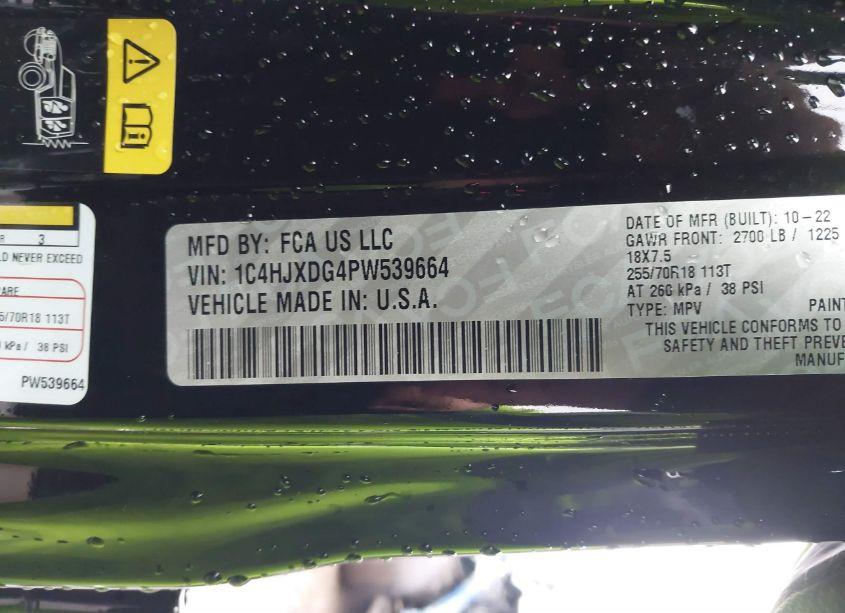 R 3
LD NEVER EXCEED
ARE
5/70R18 113T
kPa / 38 PSI
PW539664
MFD BY: FCA US LLC
VIN: 1C4HJXDG4PW539664
VEHICLE MADE IN: U.S.A.
DATE OF MFR (BUILT): 10-22
GAWR FRONT: 2700 LB / 1225
18X7.5
255/70R18 113T
AT 260 kPa / 38 PSI
TYPE: MPV PAINT
THIS VEHICLE CONFORMS TO
SAFETY AND THEFT PREVE
MANUF